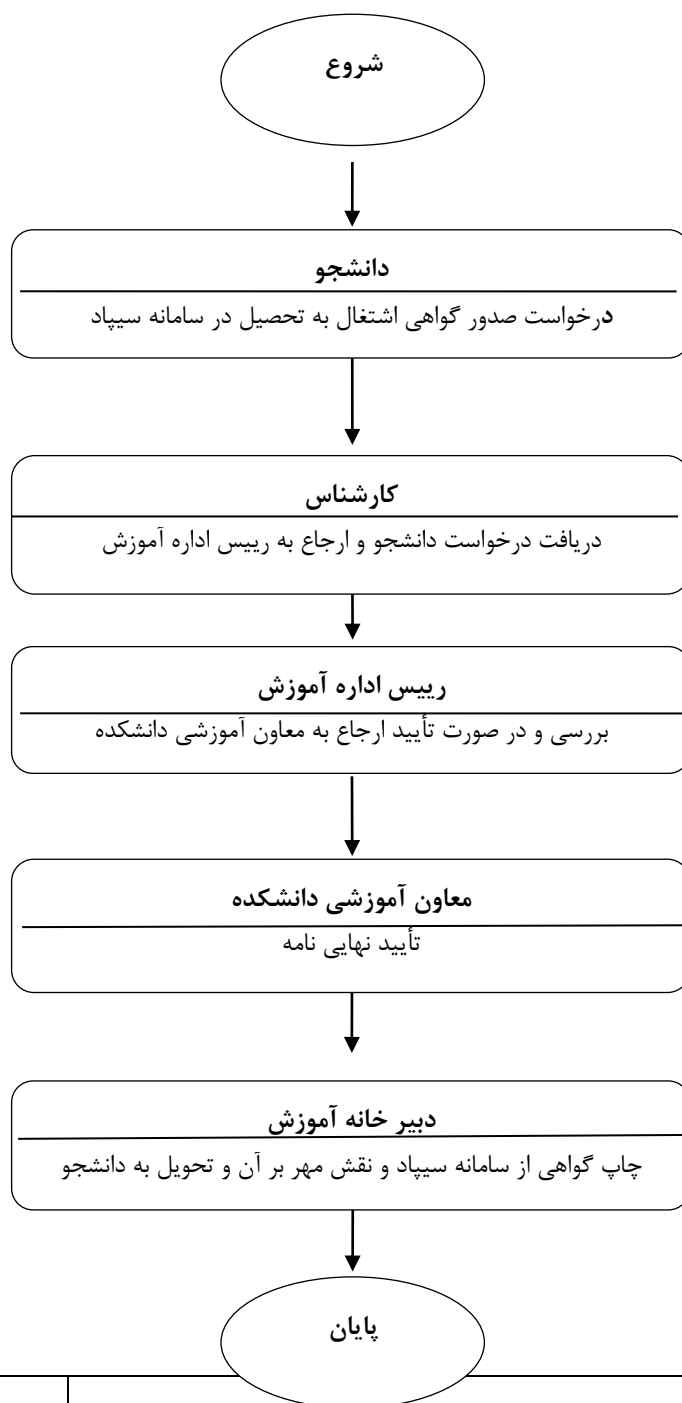 شروع
دانشجو
درخواست صدور گواهی اشتغال به تحصیل در سامانه سیپاد
کارشناس
دریافت درخواست دانشجو و ارجاع به رییس اداره آموزش
رییس اداره آموزش
بررسی و در صورت تأیید ارجاع به معاون آموزشی دانشکده
معاون آموزشی دانشکده
تأیید نهایی نامه
دبیر خانه آموزش
چاپ گواهی از سامانه سیپاد و نقش مهر بر آن و تحویل به دانشجو
پایان